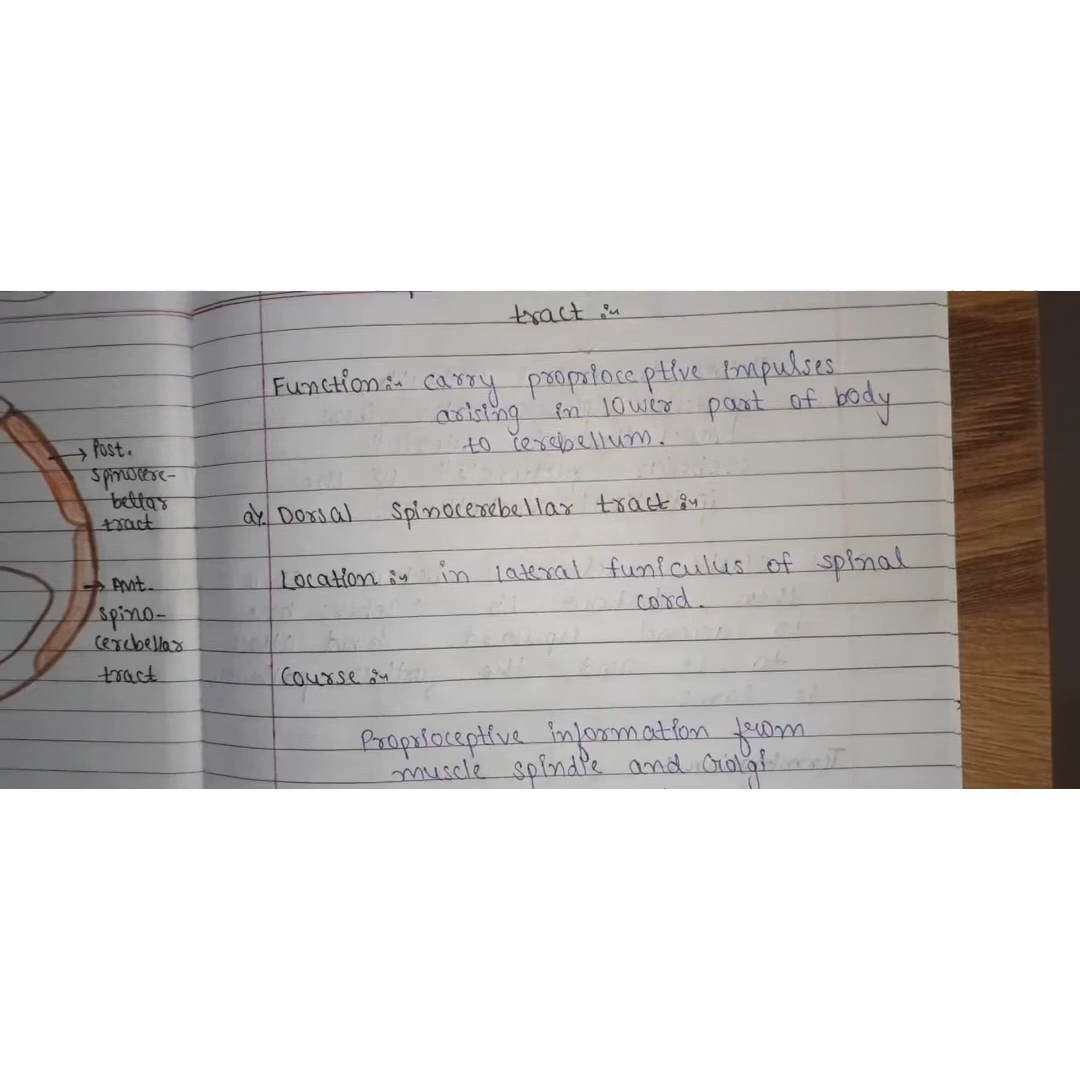 tract :-
Function :- carry proprioceptive impulses
arising in lower part of body
to cerebellum.
a) Dorsal spinocerebellar tract :-
Location :- in lateral funiculus of spinal
cord.
Course :-
Proprioceptive information from
muscle spindle and Golgi
→ Post.
spinocere-
bellar
tract
→ Ant.
spino-
cerebellar
tract